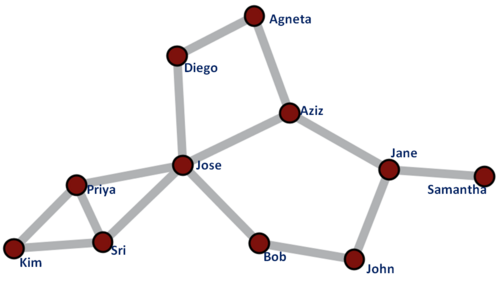 Agneta
Diego
Aziz
Jane
Jose
Samantha
Priya
Sri
Bob
Kim
John